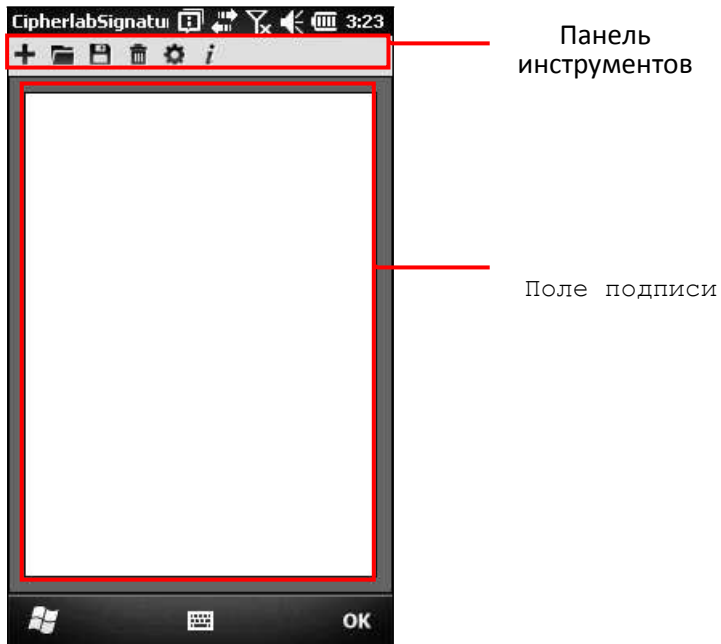 CipherlabSignatu 3:23
Панель
инструментов
Поле подписи
OK